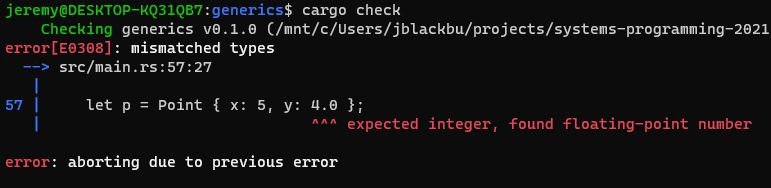 jeremy@DESKTOP-KQ31QB7:generics$ cargo check
    Checking generics v0.1.0 (/mnt/c/Users/jblackbu/projects/systems-programming-2021
error[E0308]: mismatched types
  --> src/main.rs:57:27
   |
57 |     let p = Point { x: 5, y: 4.0 };
   |                              ^^^ expected integer, found floating-point number

error: aborting due to previous error